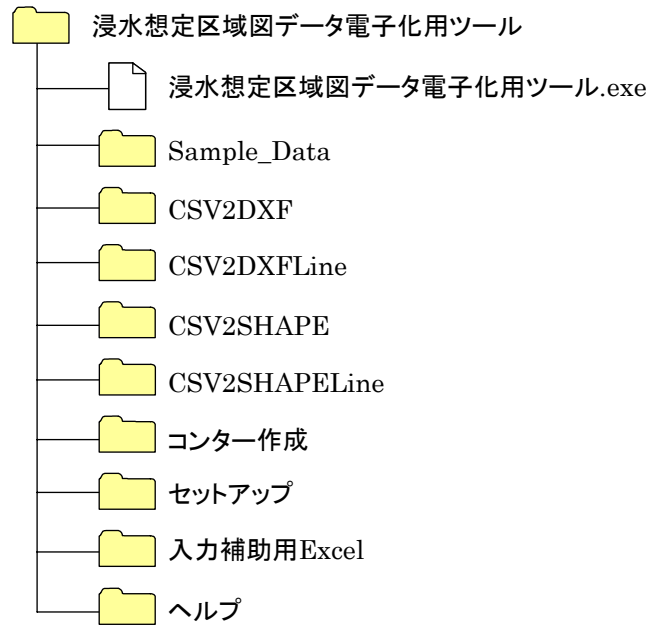 浸水想定区域図データ電子化用ツール
浸水想定区域図データ電子化用ツール.exe
Sample_Data
CSV2DXF
CSV2DXFLine
CSV2SHAPE
CSV2SHAPELine
コンター作成
セットアップ
入力補助用Excel
ヘルプ